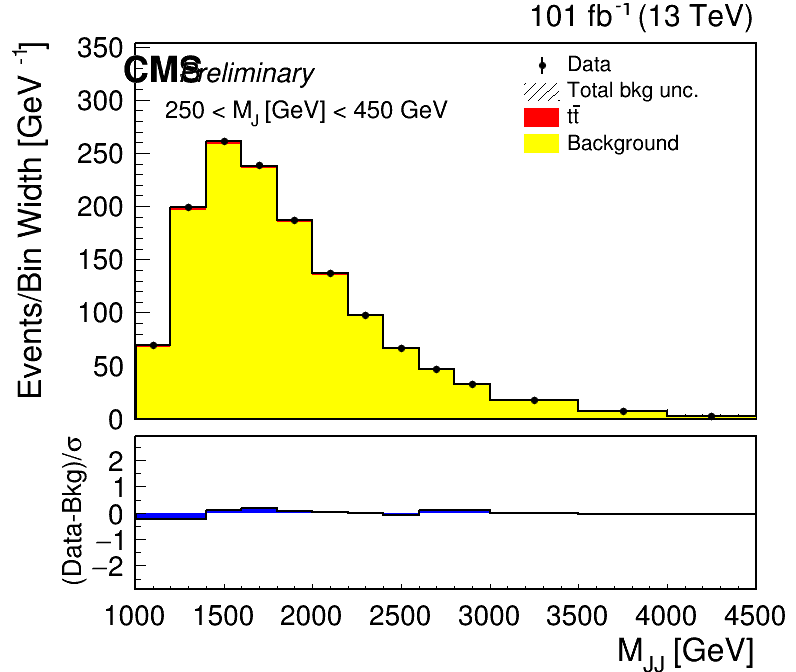 101 fb⁻¹ (13 TeV)
CMS Preliminary
250 < M_J [GeV] < 450 GeV
Data
Total bkg unc.
tt̄
Background
Events/Bin Width [GeV⁻¹]
350
300
250
200
150
100
50
0
(Data-Bkg)/σ
2
1
0
−1
−2
1000 1500 2000 2500 3000 3500 4000 4500
M_JJ [GeV]